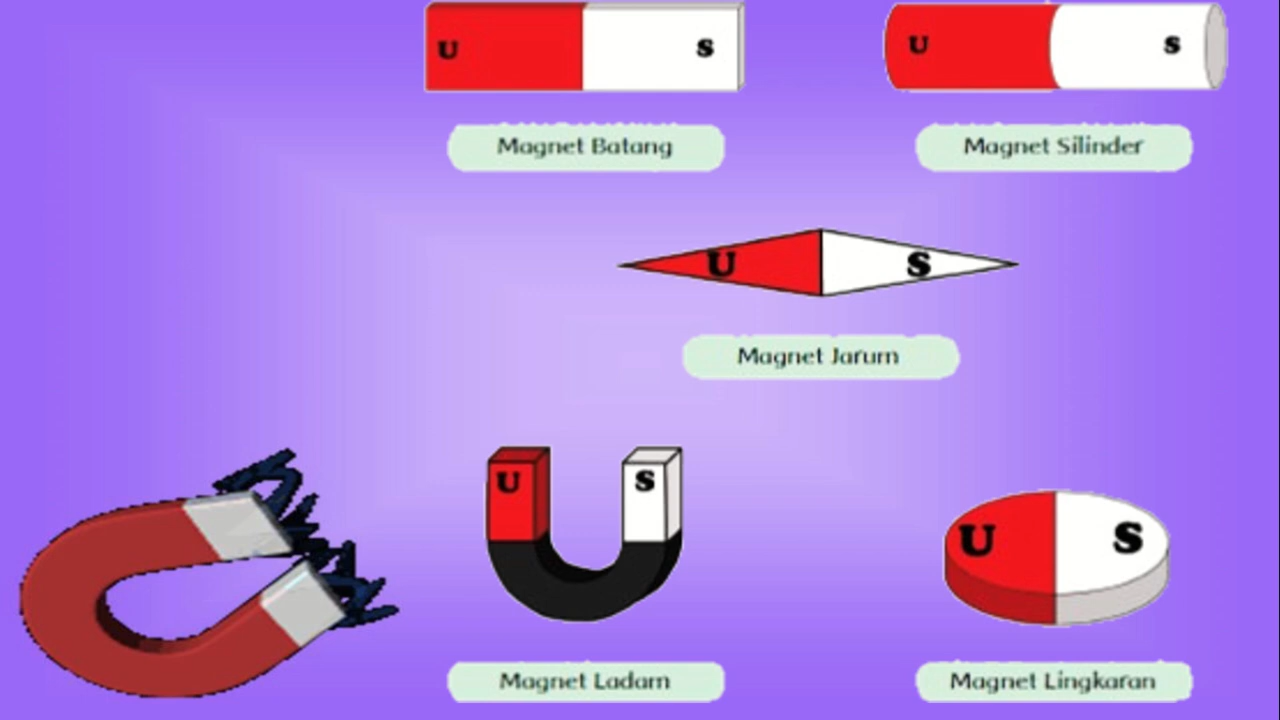 U S
U S
Magnet Batang
Magnet Silinder
U S
Magnet Jarum
U S
U S
Magnet Ladam
Magnet Lingkaran